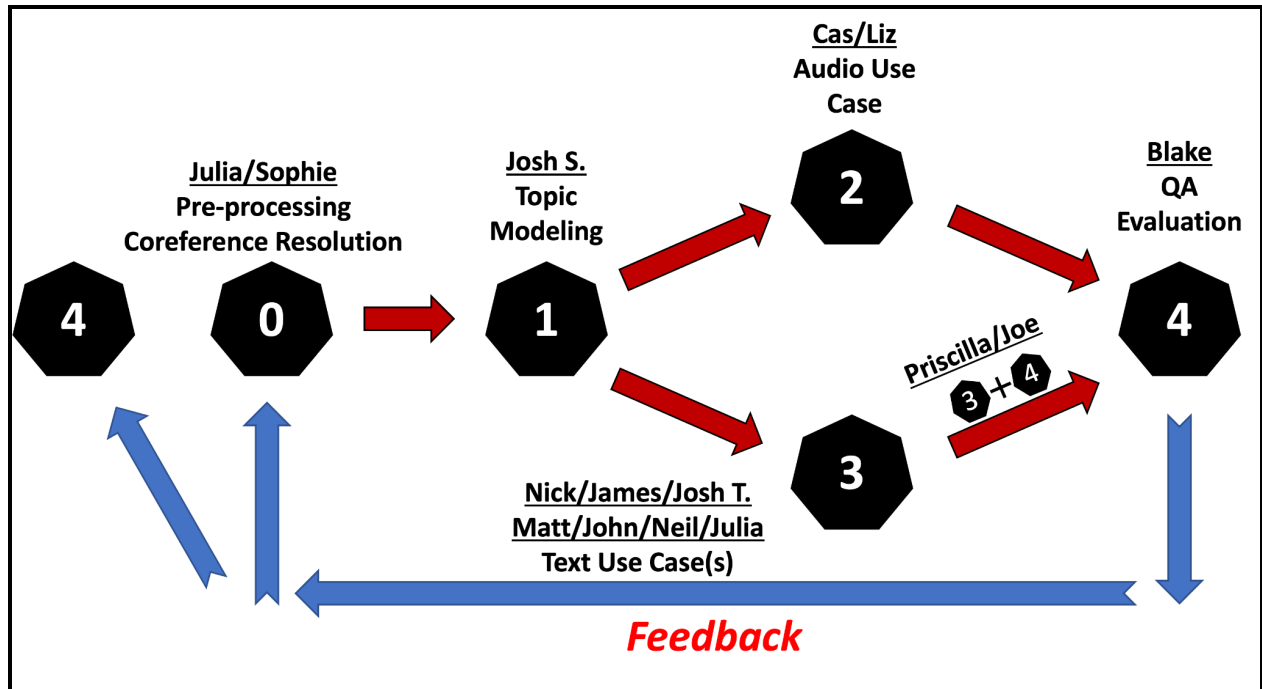 Cas/Liz
Audio Use
Case
2
Julia/Sophie
Pre-processing
Coreference Resolution
4
0
Josh S.
Topic
Modeling
1
Blake
QA
Evaluation
4
Priscilla/Joe
3+4
3
Nick/James/Josh T.
Matt/John/Neil/Julia
Text Use Case(s)
Feedback